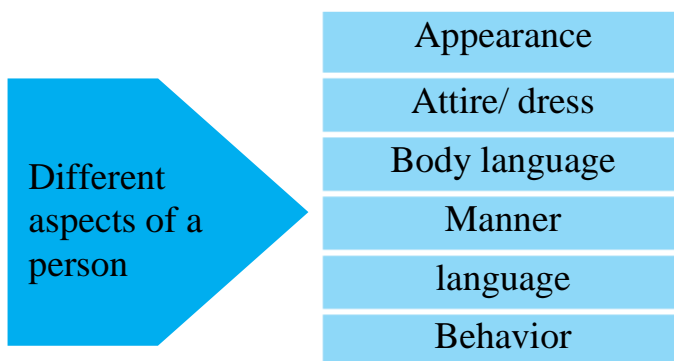 Different
aspects of a
person
Appearance
Attire/ dress
Body language
Manner
language
Behavior